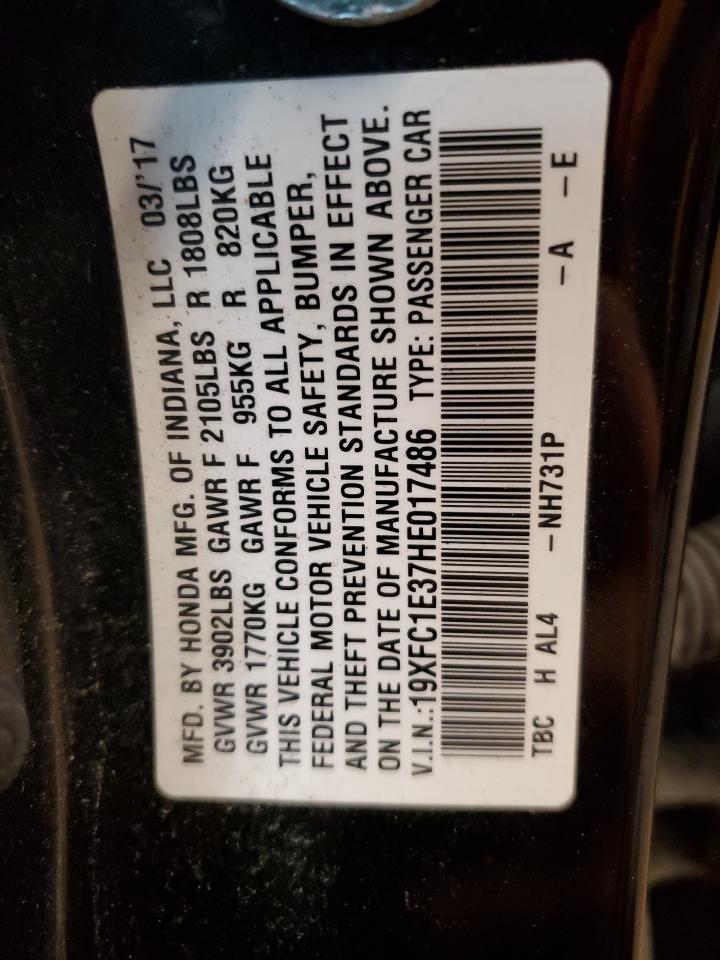 MFD. BY HONDA MFG. OF INDIANA, LLC 03/'17
GVWR 3902LBS GAWR F 2105LBS R 1808LBS
GVWR 1770KG GAWR F 955KG R 820KG
THIS VEHICLE CONFORMS TO ALL APPLICABLE
FEDERAL MOTOR VEHICLE SAFETY, BUMPER,
AND THEFT PREVENTION STANDARDS IN EFFECT
ON THE DATE OF MANUFACTURE SHOWN ABOVE.
V.I.N.:19XFC1E37HE017486 TYPE: PASSENGER CAR
TBC H AL4 -NH731P -A -E